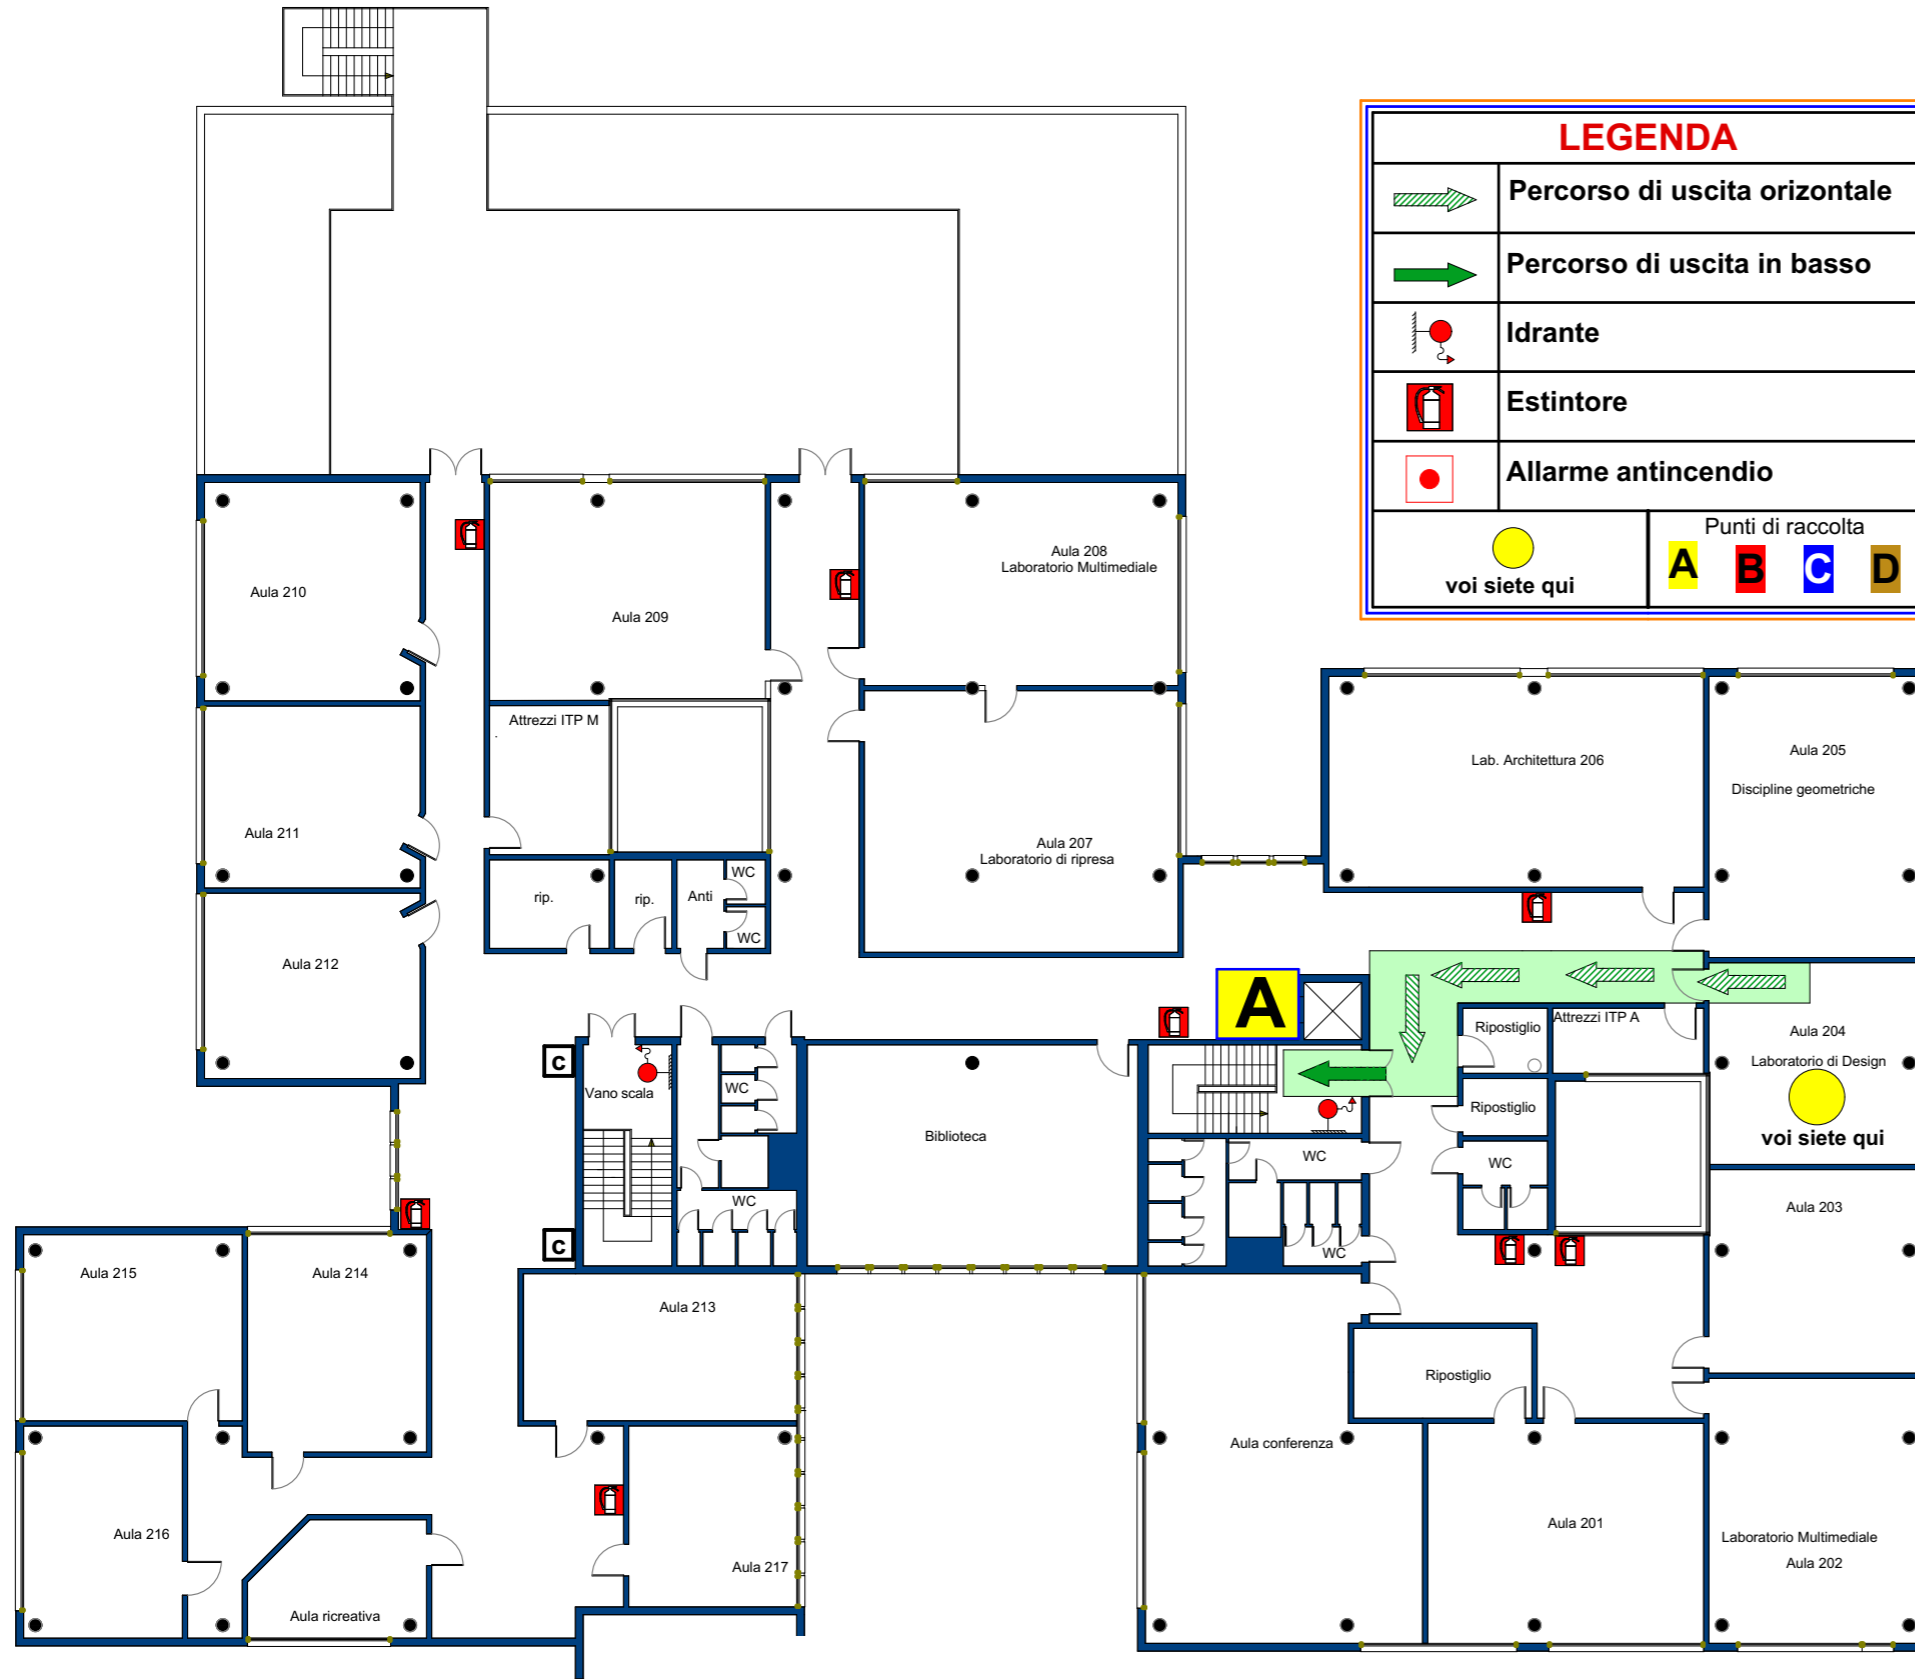 LEGENDA
Percorso di uscita orizontale
Percorso di uscita in basso
Idrante
Estintore
Allarme antincendio
voi siete qui
Punti di raccolta
A B C D
Aula 210
Aula 209
Aula 208
Laboratorio Multimediale
Attrezzi ITP M
Aula 211
Aula 207
Laboratorio di ripresa
Lab. Architettura 206
Aula 205
Discipline geometriche
rip.
rip.
Anti
WC
WC
Aula 212
A
Ripostiglio
Attrezzi ITP A
Aula 204
Laboratorio di Design
voi siete qui
c
Vano scala
WC
Biblioteca
Ripostiglio
WC
WC
WC
c
WC
Aula 203
Aula 215
Aula 214
Aula 213
Ripostiglio
Aula conferenza
Aula 216
Aula 217
Aula 201
Laboratorio Multimediale
Aula 202
Aula ricreativa